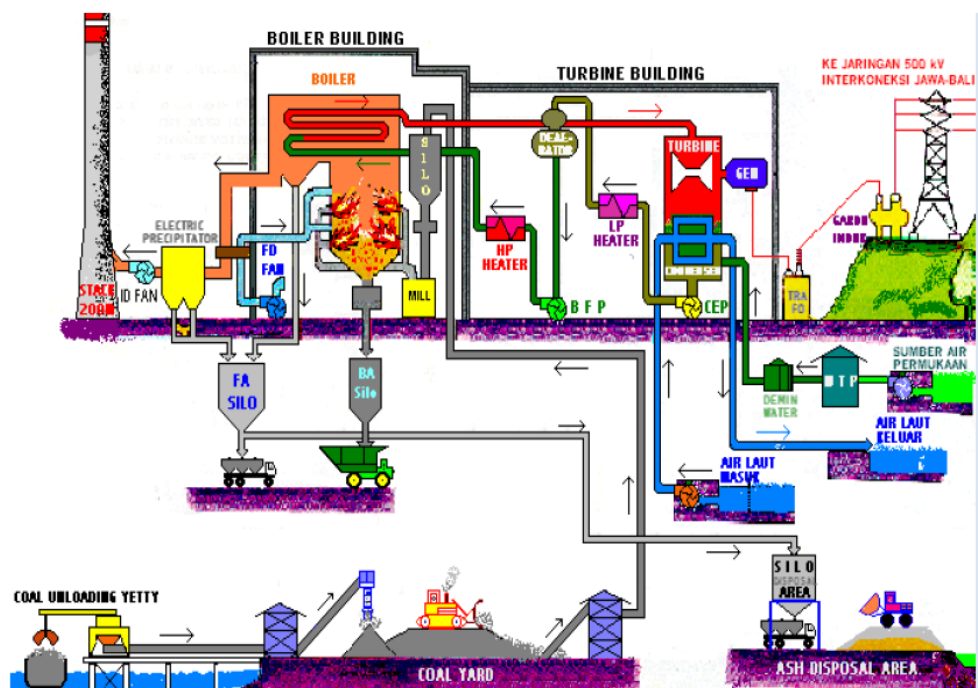 BOILER BUILDING
BOILER
TURBINE BUILDING
KE JARINGAN 500 kV
INTERKONEKSI JAWA-BALI
SILO
DEAE-
RATOR
TURBINE
GEN
ELECTRIC
PRECIPITATOR
FD
FAN
HP
HEATER
LP
HEATER
GARDU
INDUK
ID FAN
STACK
200M
MILL
B F P
CEP
TRA
FO
FA
SILO
BA
Silo
SUMBER AIR
PERMUKAAN
W T P
DEMIN
WATER
AIR LAUT
KELUAR
AIR LAUT
MASUK
SILO
DISPOSAL
AREA
COAL UNLOADING YETTY
COAL YARD
ASH DISPOSAL AREA